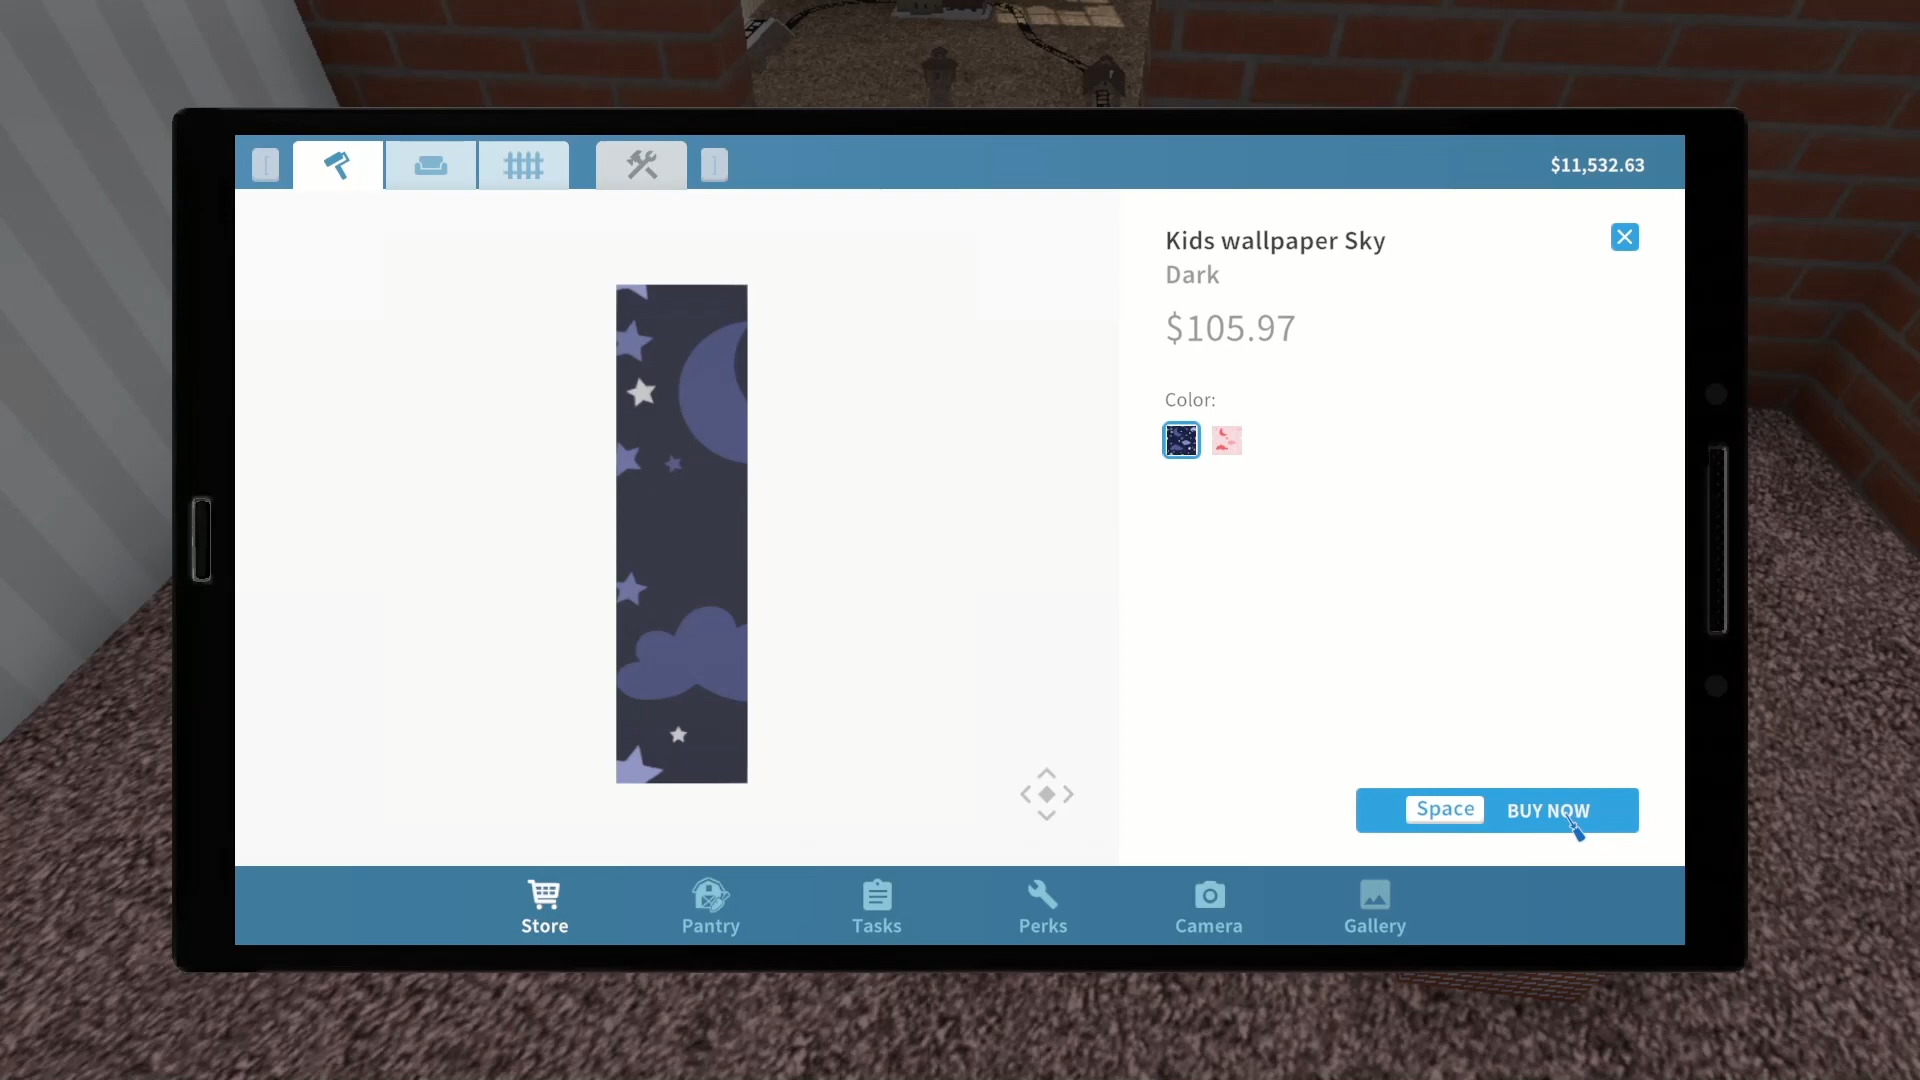 [
]
$11,532.63
Kids wallpaper Sky
Dark
$105.97
Color:
Space BUY NOW
Store
Pantry
Tasks
Perks
Camera
Gallery